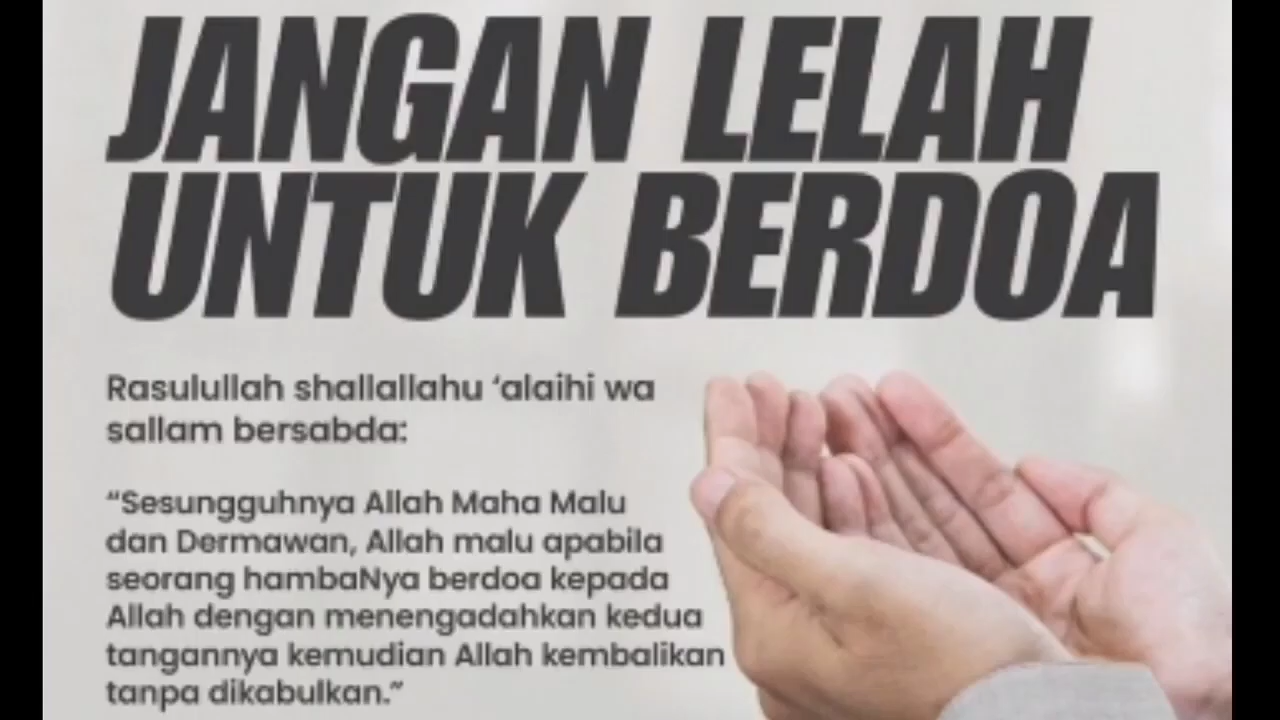 JANGAN LELAH
UNTUK BERDOA
Rasulullah shallallahu ‘alaihi wa
sallam bersabda:
“Sesungguhnya Allah Maha Malu
dan Dermawan, Allah malu apabila
seorang hambaNya berdoa kepada
Allah dengan menengadahkan kedua
tangannya kemudian Allah kembalikan
tanpa dikabulkan.”